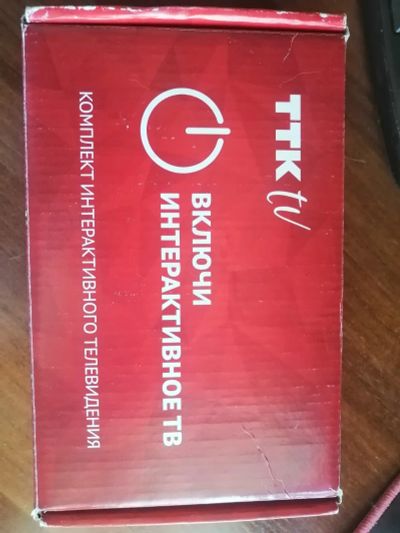 ТТК tv
ВКЛЮЧИ
ИНТЕРАКТИВНОЕ ТВ
КОМПЛЕКТ ИНТЕРАКТИВНОГО ТЕЛЕВИДЕНИЯ